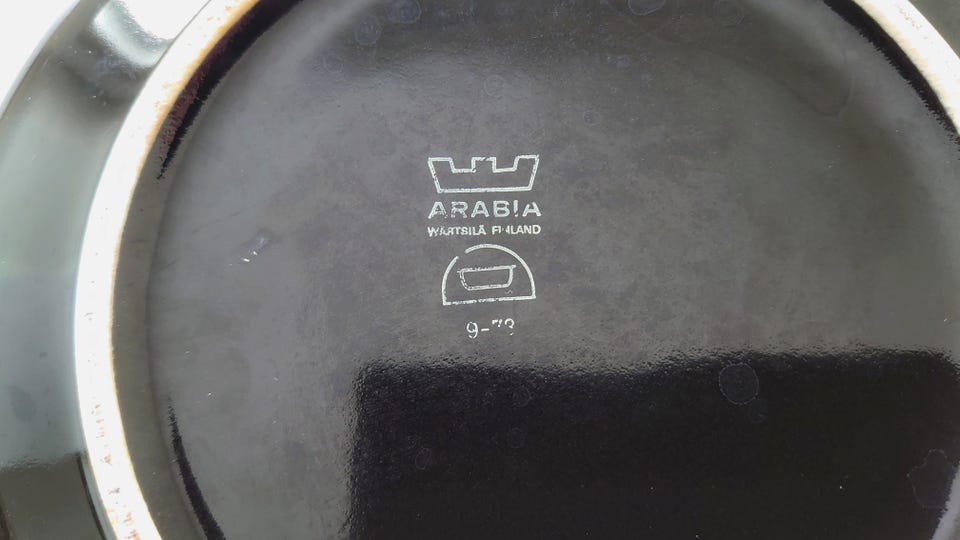 ARABIA
WÄRTSILÄ FINLAND
9-73